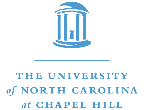 THE UNIVERSITY
of NORTH CAROLINA
at CHAPEL HILL